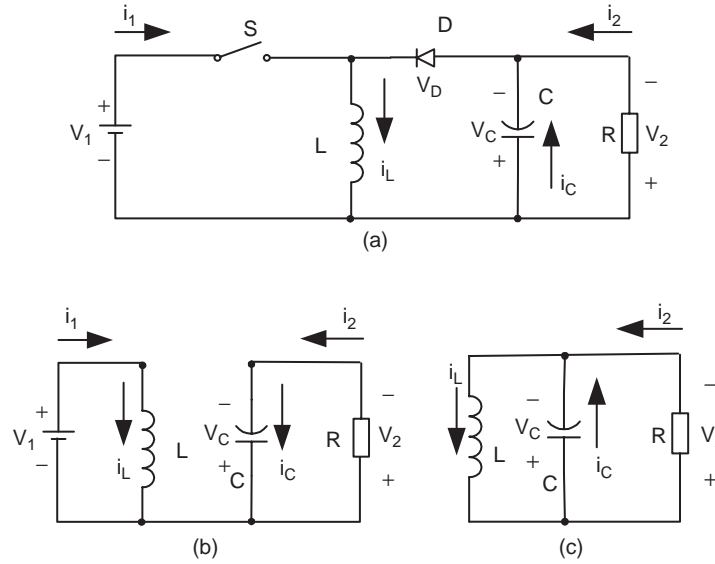 i1 S D i2
+ V1 −
L iL
VD
− VC + C iC
− R V2 +
(a)
i1 i2
+ V1 −
iL L
− VC + C iC
− R V2 +
(b)
i2
iL L
− VC + C iC
− R V +
(c)